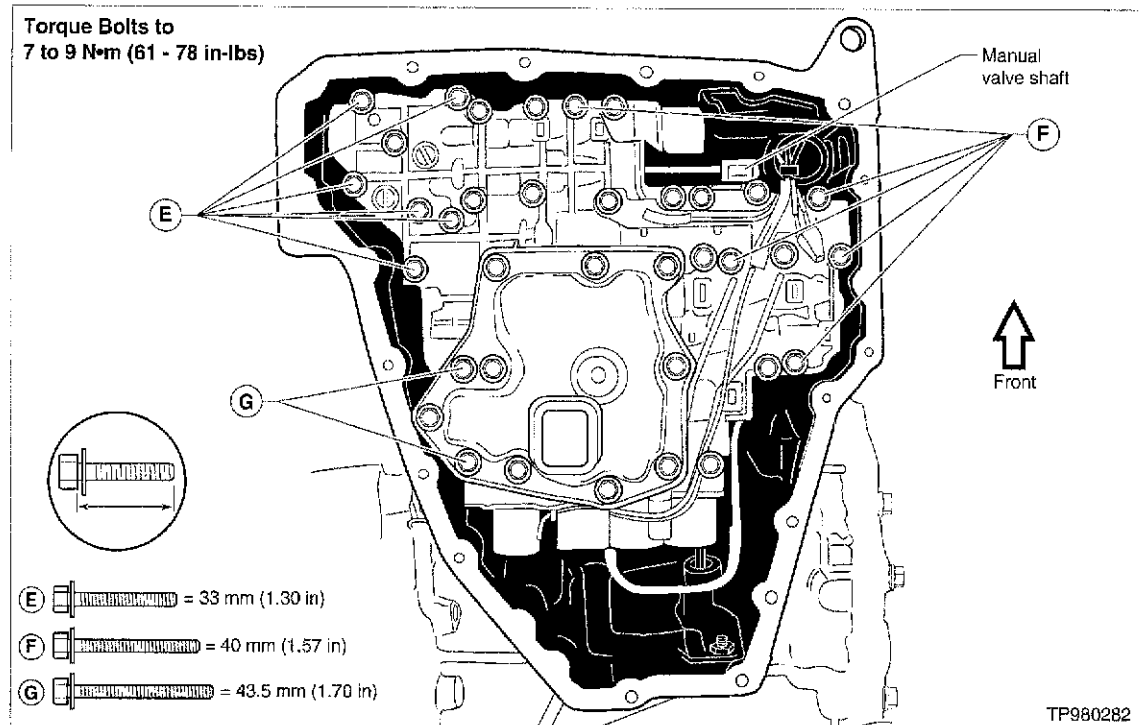 Torque Bolts to
7 to 9 N•m (61 - 78 in-lbs)
Manual
valve shaft
F
E
Front
G
E = 33 mm (1.30 in)
F = 40 mm (1.57 in)
G = 43.5 mm (1.70 in)
TP980282